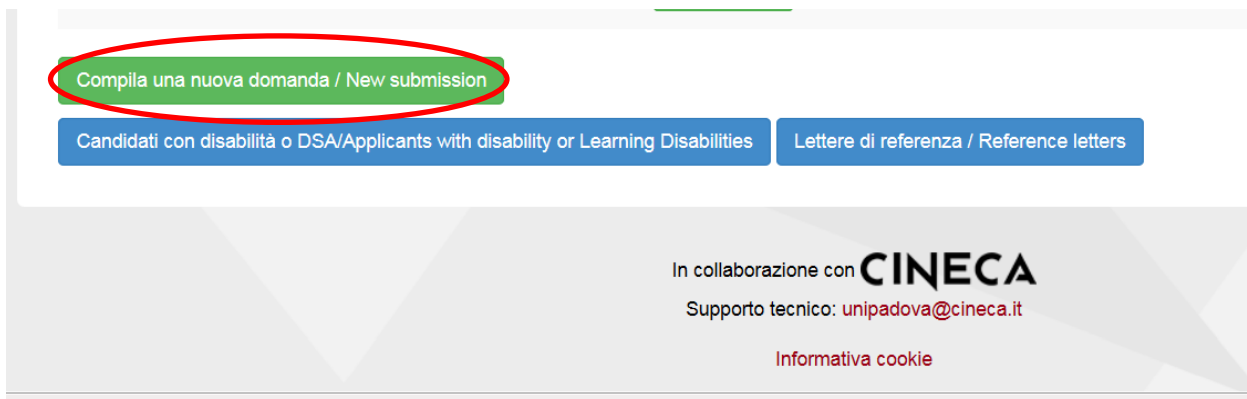 Compila una nuova domanda / New submission
Candidati con disabilità o DSA/Applicants with disability or Learning Disabilities
Lettere di referenza / Reference letters
In collaborazione con CINECA
Supporto tecnico: unipadova@cineca.it
Informativa cookie